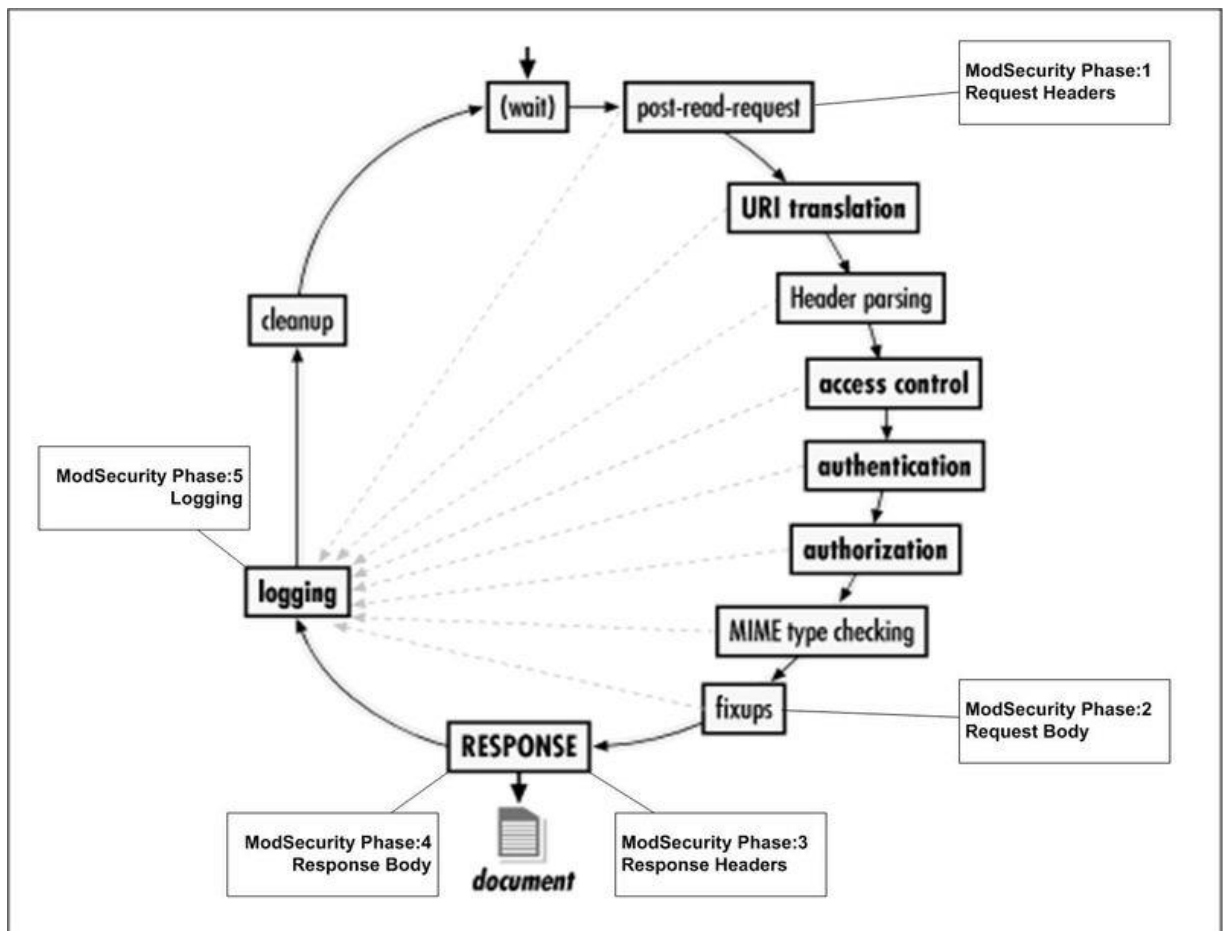 (wait)
post-read-request
ModSecurity Phase:1
Request Headers
URI translation
Header parsing
cleanup
access control
ModSecurity Phase:5
Logging
authentication
authorization
logging
MIME type checking
fixups
ModSecurity Phase:2
Request Body
RESPONSE
ModSecurity Phase:4
Response Body
ModSecurity Phase:3
Response Headers
document